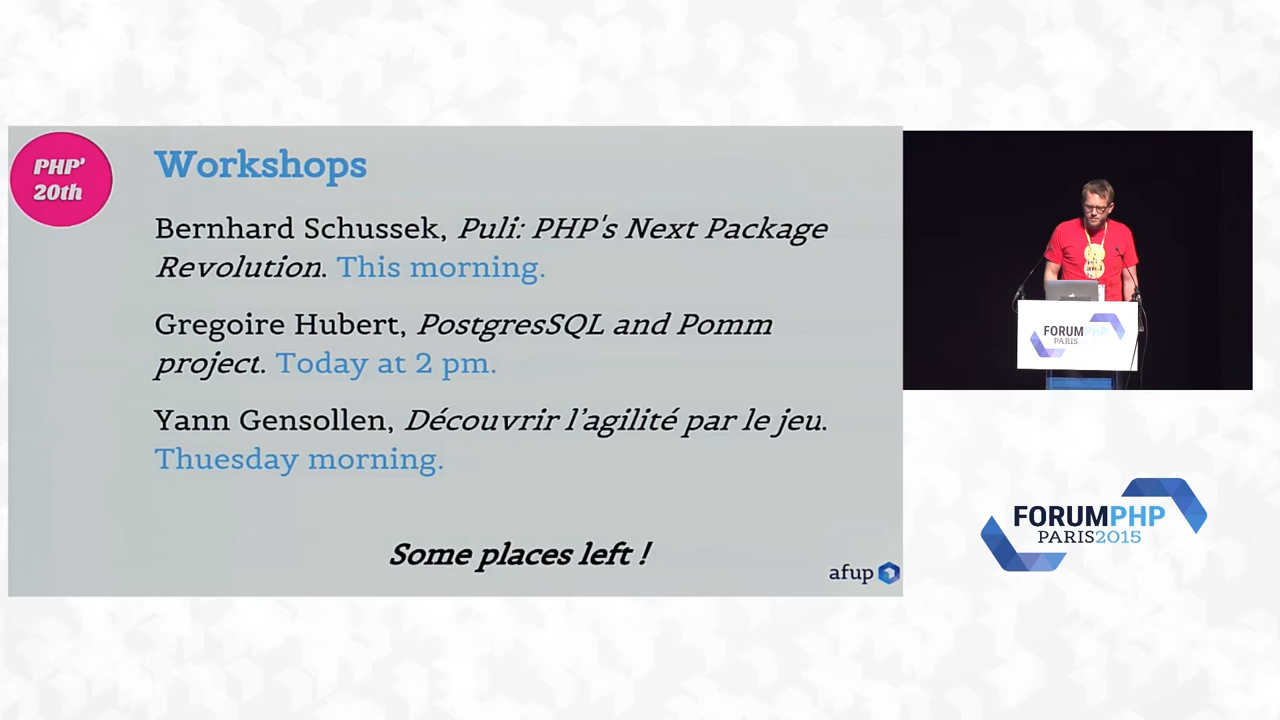 PHP'
20th
Workshops
Bernhard Schussek, Puli: PHP's Next Package
Revolution. This morning.
Gregoire Hubert, PostgresSQL and Pomm
project. Today at 2 pm.
Yann Gensollen, Découvrir l'agilité par le jeu.
Thuesday morning.
Some places left !
afup
FORUMPHP
PARIS
FORUMPHP
PARIS2015